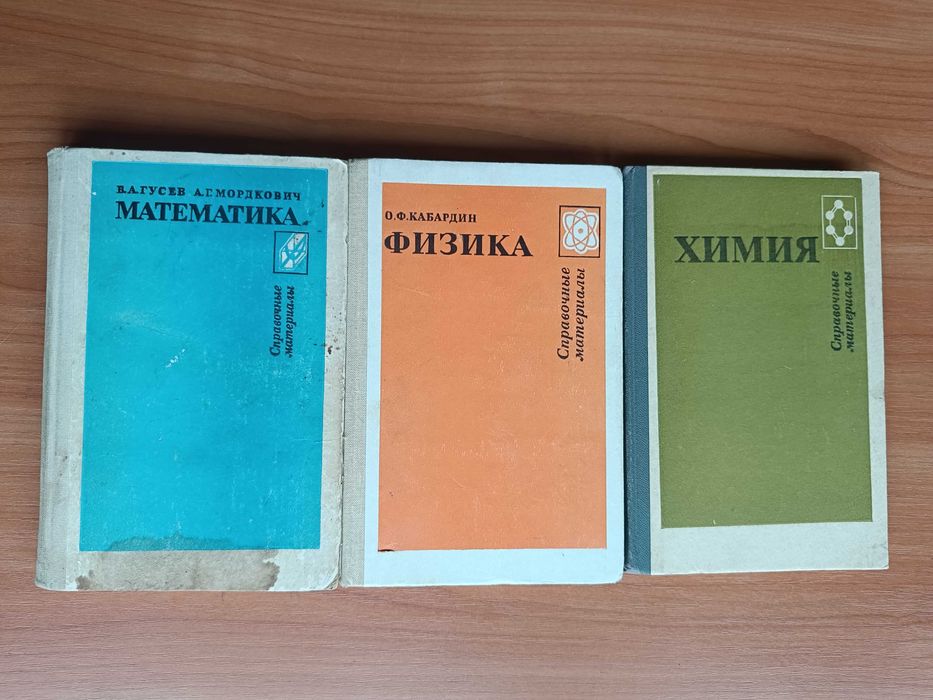 В.А.ГУСЕВ А.Г.МОРДКОВИЧ
МАТЕМАТИКА
Справочные
материалы
О.Ф.КАБАРДИН
ФИЗИКА
Справочные
материалы
ХИМИЯ
Справочные
материалы